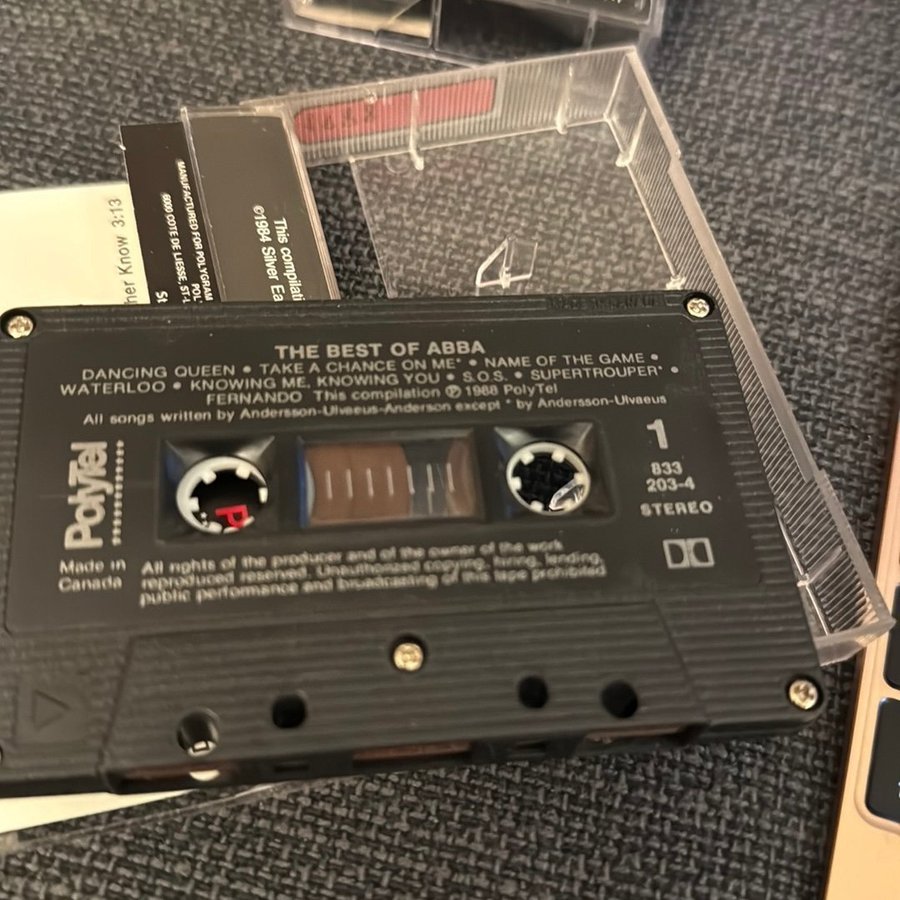 her Know 3:13
MANUFACTURED FOR POLYGRAM
POL
6000 COTE DE LIESSE, ST-L
St
This compilati
©1984 Silver Ea
THE BEST OF ABBA
DANCING QUEEN • TAKE A CHANCE ON ME* • NAME OF THE GAME •
WATERLOO • KNOWING ME, KNOWING YOU • S.O.S. • SUPERTROUPER* •
FERNANDO This compilation ℗ 1988 PolyTel
All songs written by Andersson-Ulvaeus-Anderson except * by Andersson-Ulvaeus
PolyTel
1
833
203-4
STEREO
Made in
Canada
All rights of the producer and of the owner of the work
reproduced reserved. Unauthorized copying, hiring, lending,
public performance and broadcasting of this tape prohibited